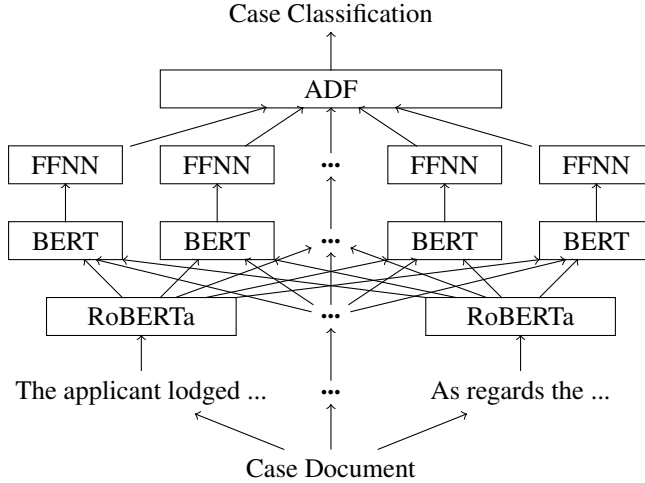 Case Classification
ADF
FFNN FFNN ... FFNN FFNN
BERT BERT ... BERT BERT
RoBERTa ... RoBERTa
The applicant lodged ... ... As regards the ...
Case Document